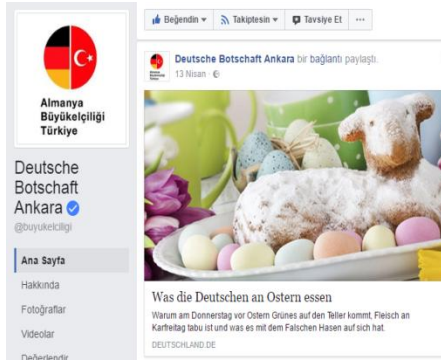 Beğendin
Takiptesin
Tavsiye Et
Almanya
Büyükelçiliği
Türkiye
Deutsche
Botschaft
Ankara
@buyukelciligi
Ana Sayfa
Hakkında
Fotoğraflar
Videolar
Değerlendir
Deutsche Botschaft Ankara bir bağlantı paylaştı.
13 Nisan
Was die Deutschen an Ostern essen
Warum am Donnerstag vor Ostern Grünes auf den Teller kommt, Fleisch an
Karfreitag tabu ist und was es mit dem Falschen Hasen auf sich hat.
DEUTSCHLAND.DE